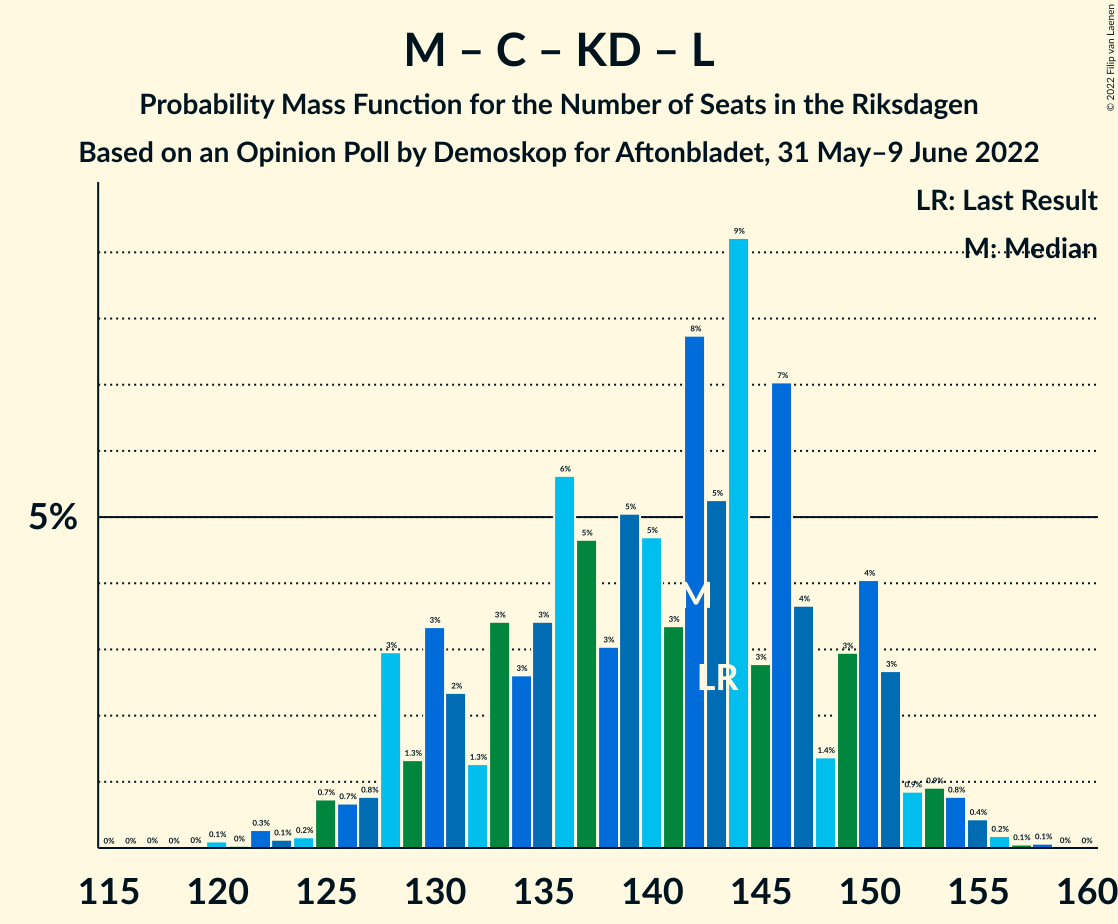 M – C – KD – L
Probability Mass Function for the Number of Seats in the Riksdagen
Based on an Opinion Poll by Demoskop for Aftonbladet, 31 May–9 June 2022
© 2022 Filip van Laenen
LR: Last Result
M: Median
5%
0% 0% 0% 0% 0% 0.1% 0% 0.3% 0.1% 0.2% 0.7% 0.7% 0.8% 3% 1.3% 3% 2% 1.3% 3% 3% 3% 6% 5% 3% 5% 5% 3% 8% 5% 9% 3% 7% 4% 1.4% 3% 4% 3% 0.9% 0.9% 0.8% 0.4% 0.2% 0.1% 0.1% 0% 0%
M
LR
115 120 125 130 135 140 145 150 155 160